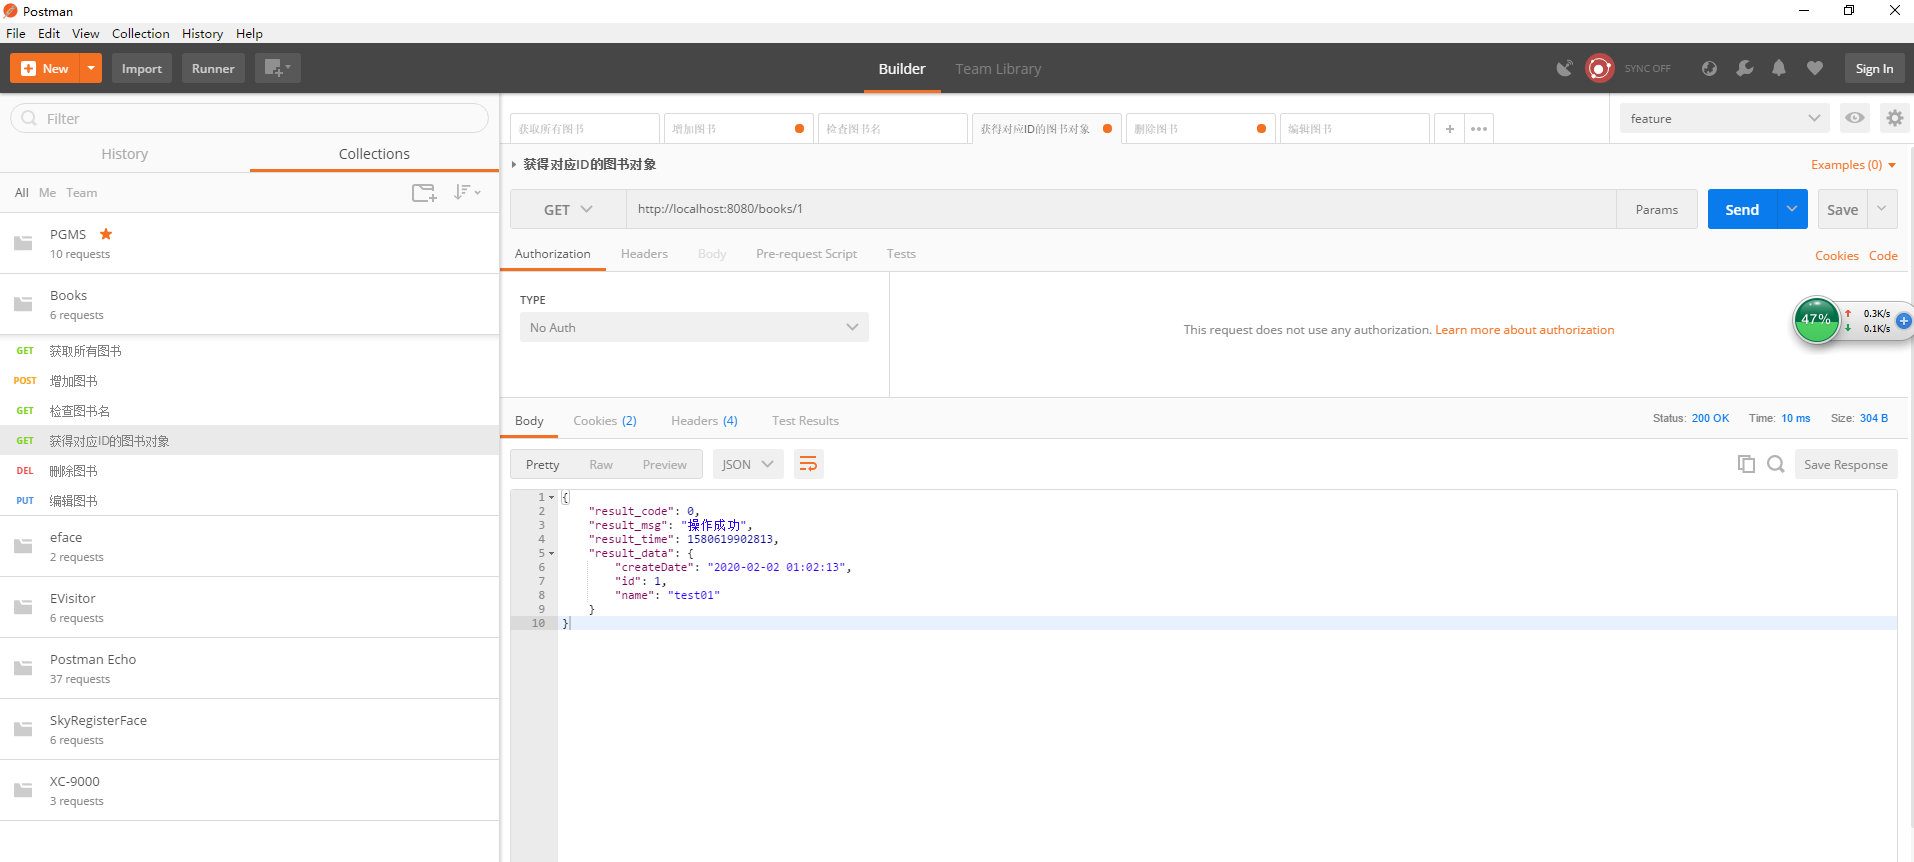 Postman
File Edit View Collection History Help
New Import Runner Builder Team Library SYNC OFF Sign In
Filter
History Collections
All Me Team
PGMS
10 requests
Books
6 requests
GET 获取所有图书
POST 增加图书
GET 检查图书名
GET 获得对应ID的图书对象
DEL 删除图书
PUT 编辑图书
eface
2 requests
EVisitor
6 requests
Postman Echo
37 requests
SkyRegisterFace
6 requests
XC-9000
3 requests
获取所有图书 增加图书 检查图书名 获得对应ID的图书对象 删除图书 编辑图书 + ••• feature
获得对应ID的图书对象 Examples (0)
GET http://localhost:8080/books/1 Params Send Save
Authorization Headers Body Pre-request Script Tests Cookies Code
TYPE
No Auth
This request does not use any authorization. Learn more about authorization
47% 0.3K/s
0.1K/s
Body Cookies (2) Headers (4) Test Results Status: 200 OK Time: 10 ms Size: 304 B
Pretty Raw Preview JSON Save Response
1 {
2 "result_code": 0,
3 "result_msg": "操作成功",
4 "result_time": 1580619902813,
5 "result_data": {
6 "createDate": "2020-02-02 01:02:13",
7 "id": 1,
8 "name": "test01"
9 }
10 }